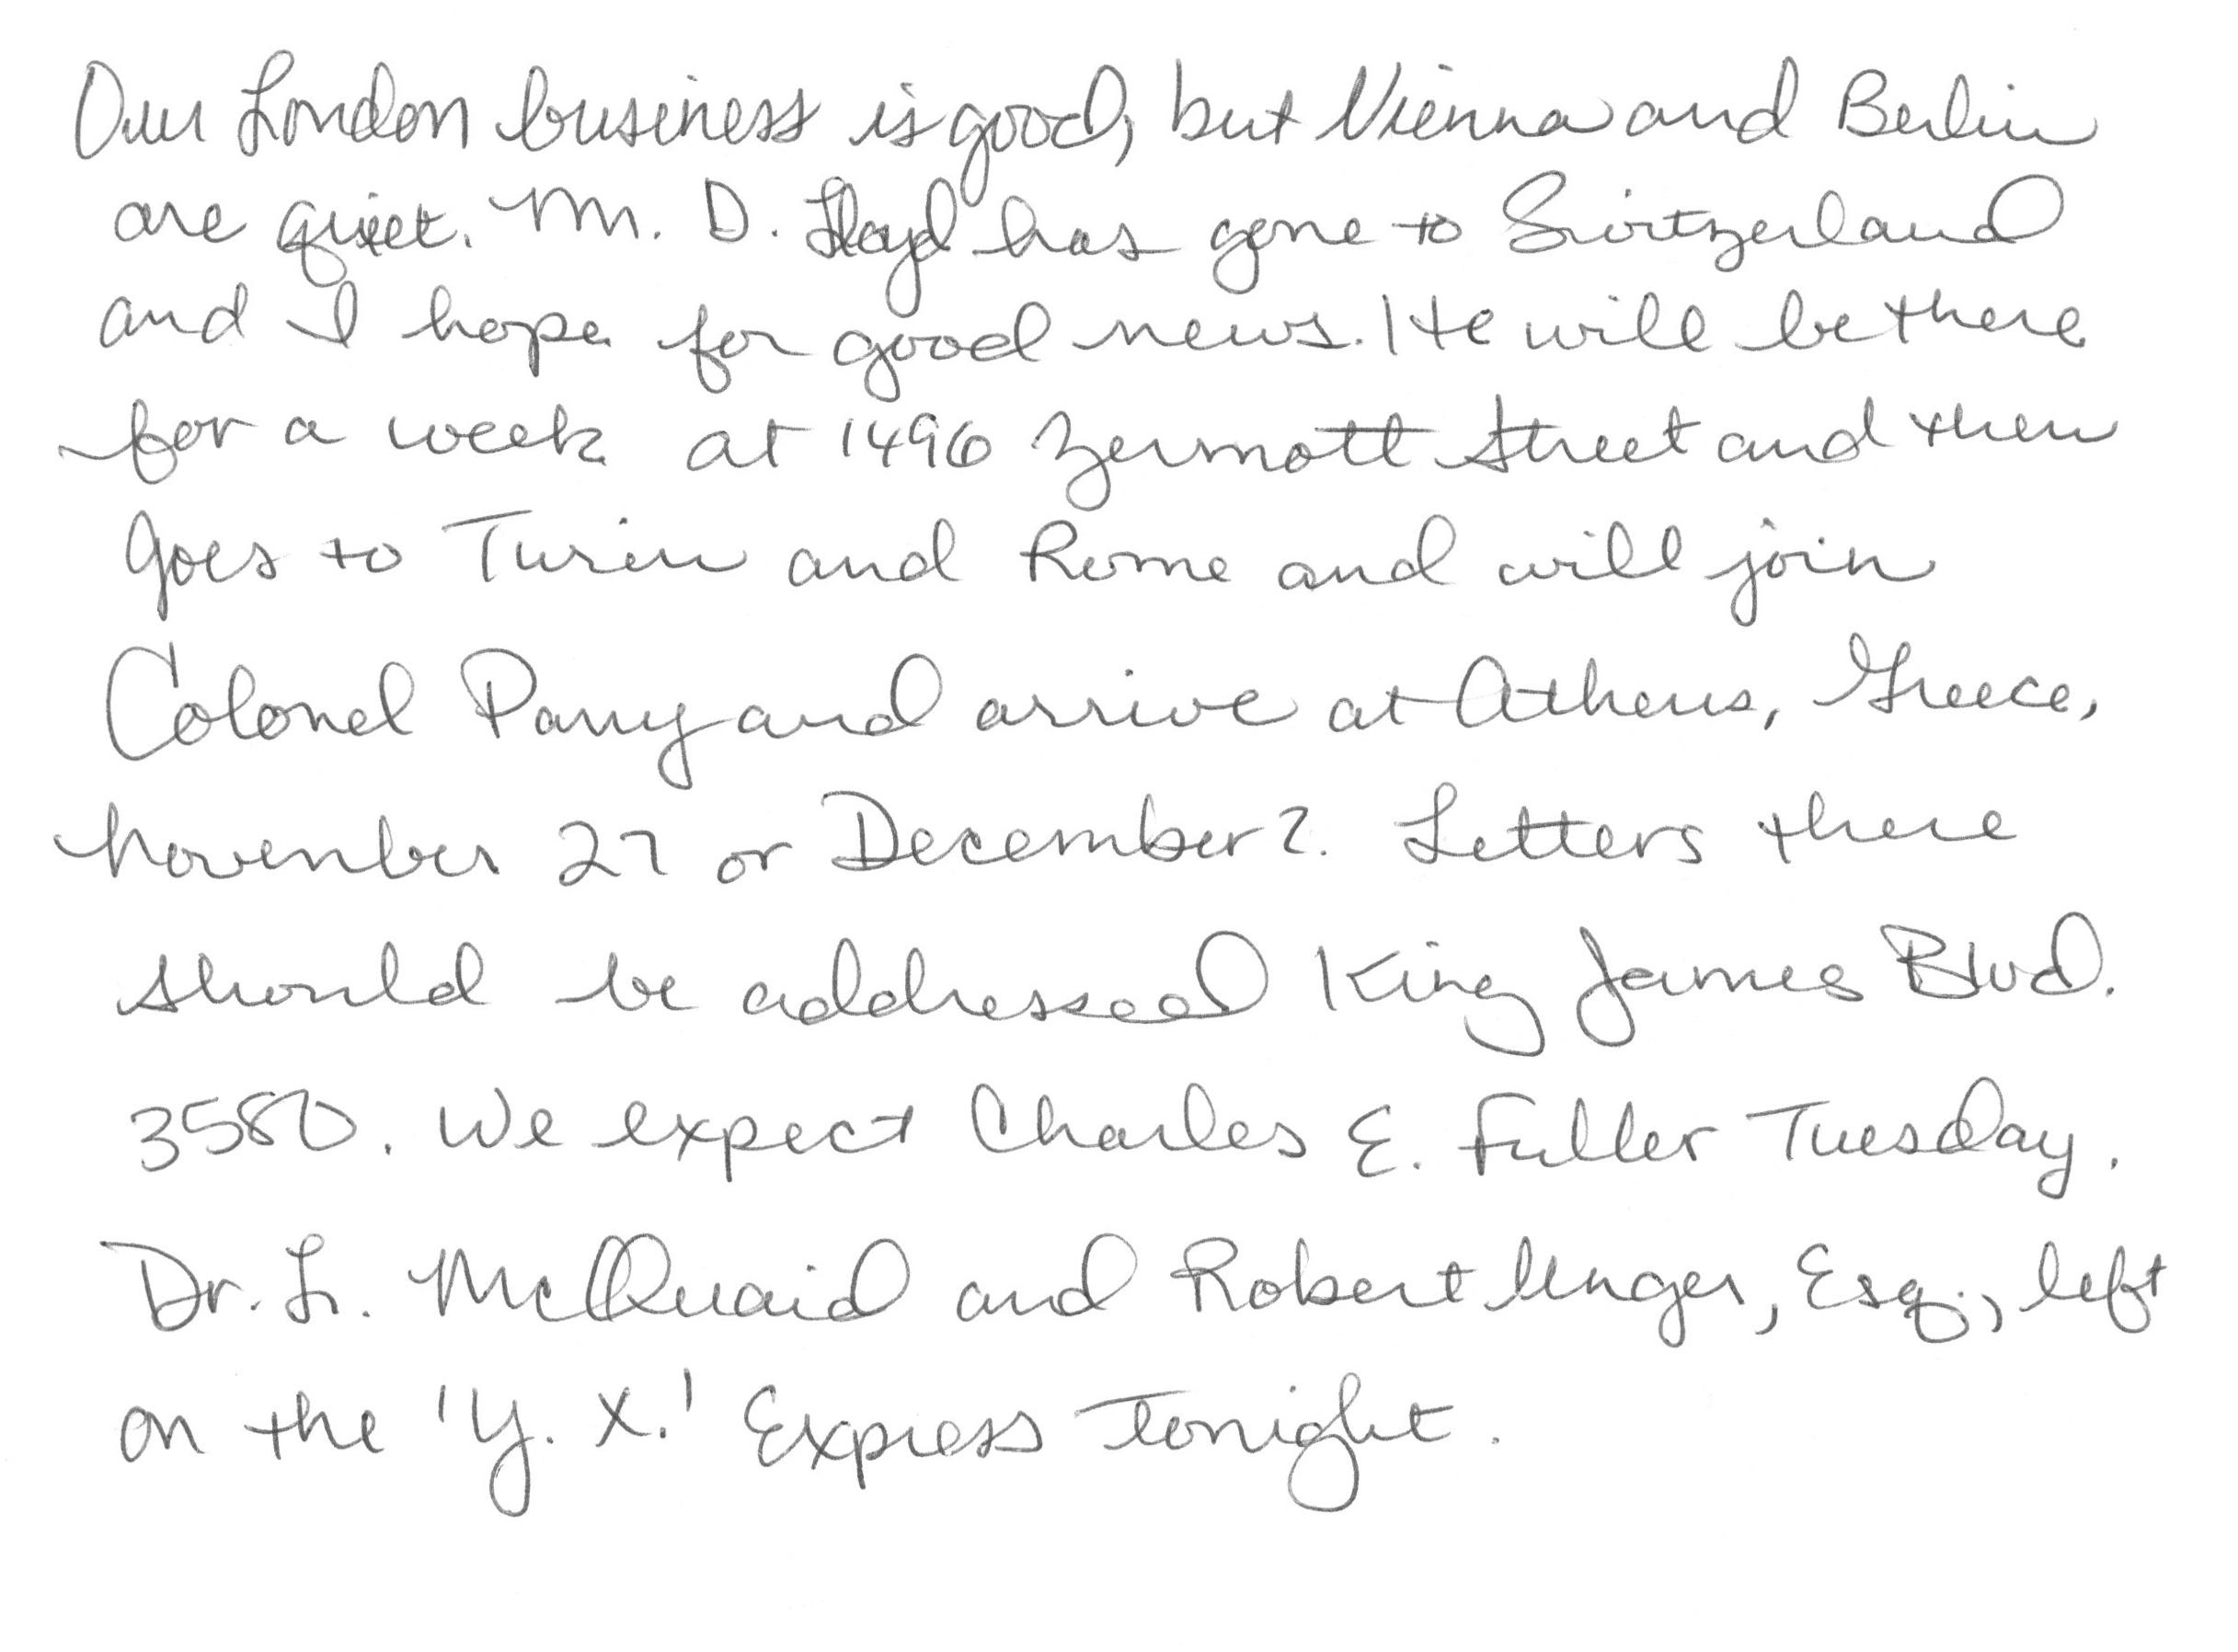 Our London business is good, but Vienna and Berlin
are quiet. M. D. Lloyd has gone to Switzerland
and I hope for good news. He will be there
for a week at 1496 Zermott Street and then
Goes to Turin and Rome and will join
Colonel Parry and arrive at Athens, Greece,
November 27 or December 2. Letters there
should be addressed King James Blvd.
3580. We expect Charles E. Fuller Tuesday.
Dr. L. McQuaid and Robert Unger, Esq., left
on the 'Y. X.' Express tonight.